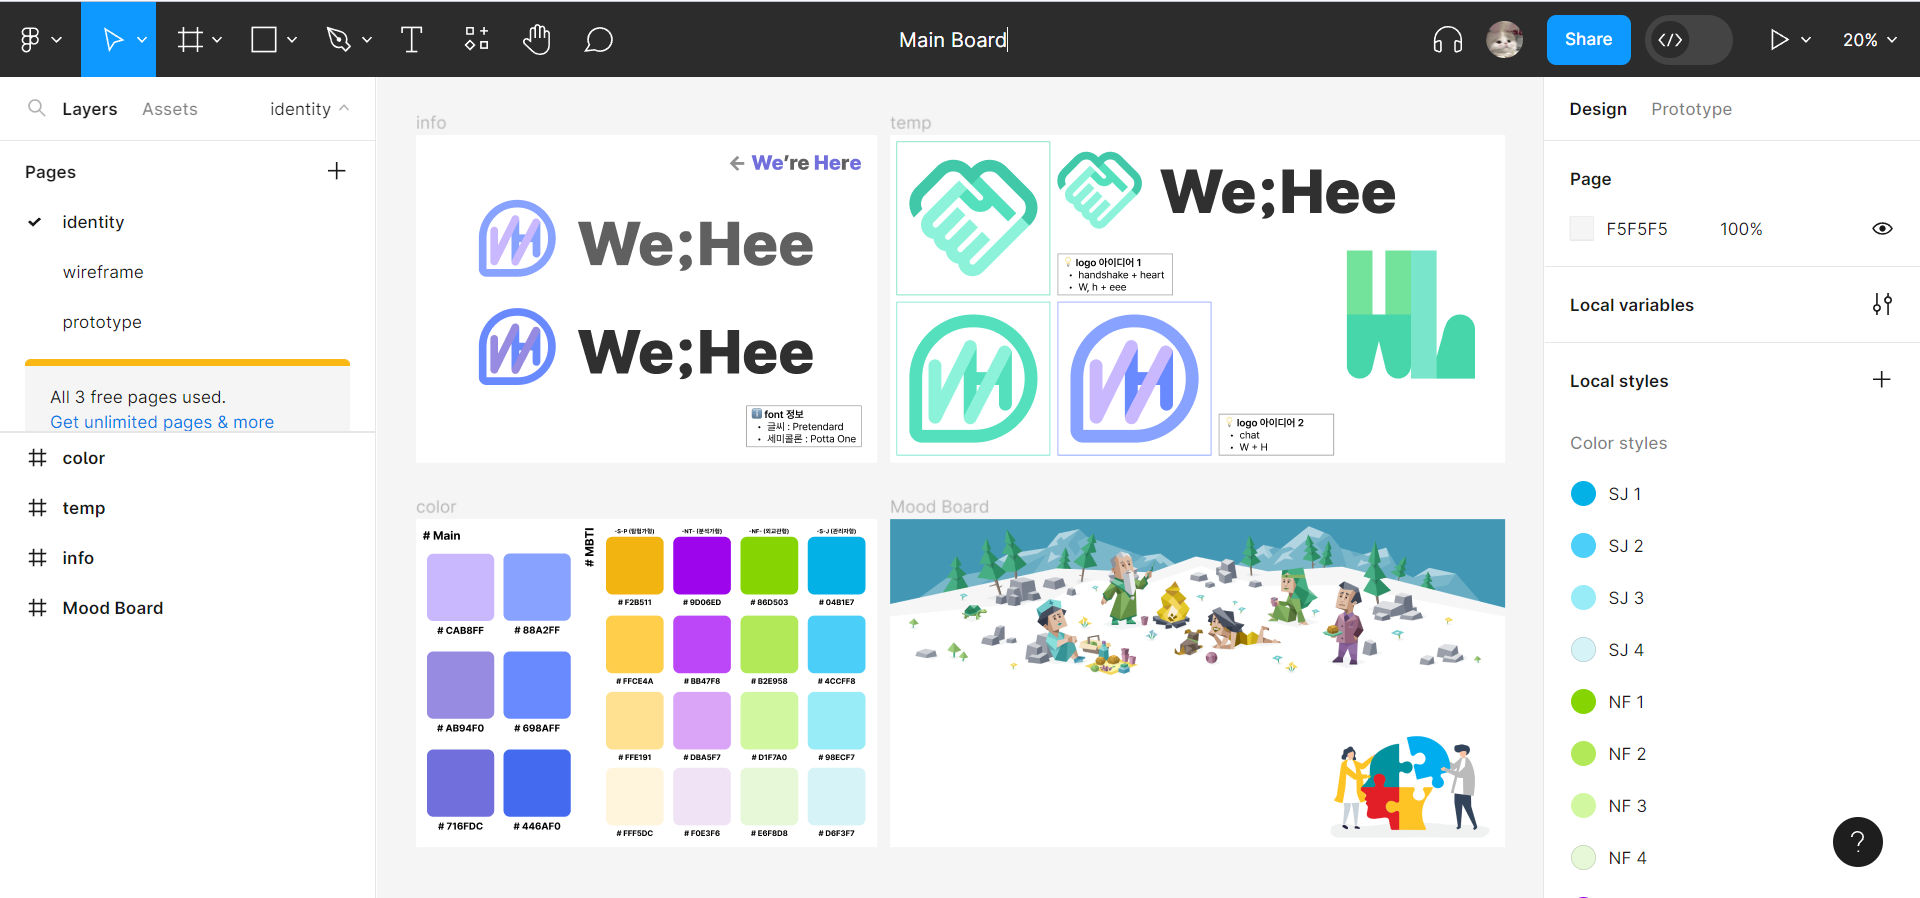 Main Board
Share
20%
Layers
Assets
identity
Pages
identity
wireframe
prototype
All 3 free pages used.
Get unlimited pages & more
color
temp
info
Mood Board
info
← We're Here
We;Hee
We;Hee
font 정보
• 글씨 : Pretendard
• 세미콜론 : Potta One
temp
We;Hee
logo 아이디어 1
• handshake + heart
• W, h + eee
logo 아이디어 2
• chat
• W + H
color
# Main
# CAB8FF
# 88A2FF
# AB94F0
# 698AFF
# 716FDC
# 446AF0
# MBTI
-S-P (탐험가형)
-NT- (분석가형)
-NF- (외교관형)
-S-J (관리자형)
# F2B511
# 9D06ED
# 86D503
# 04B1E7
# FFCE4A
# BB47F8
# B2E958
# 4CCFF8
# FFE191
# DBA5F7
# D1F7A0
# 98ECF7
# FFF5DC
# F0E3F6
# E6F8D8
# D6F3F7
Mood Board
Design
Prototype
Page
F5F5F5
100%
Local variables
Local styles
Color styles
SJ 1
SJ 2
SJ 3
SJ 4
NF 1
NF 2
NF 3
NF 4
?